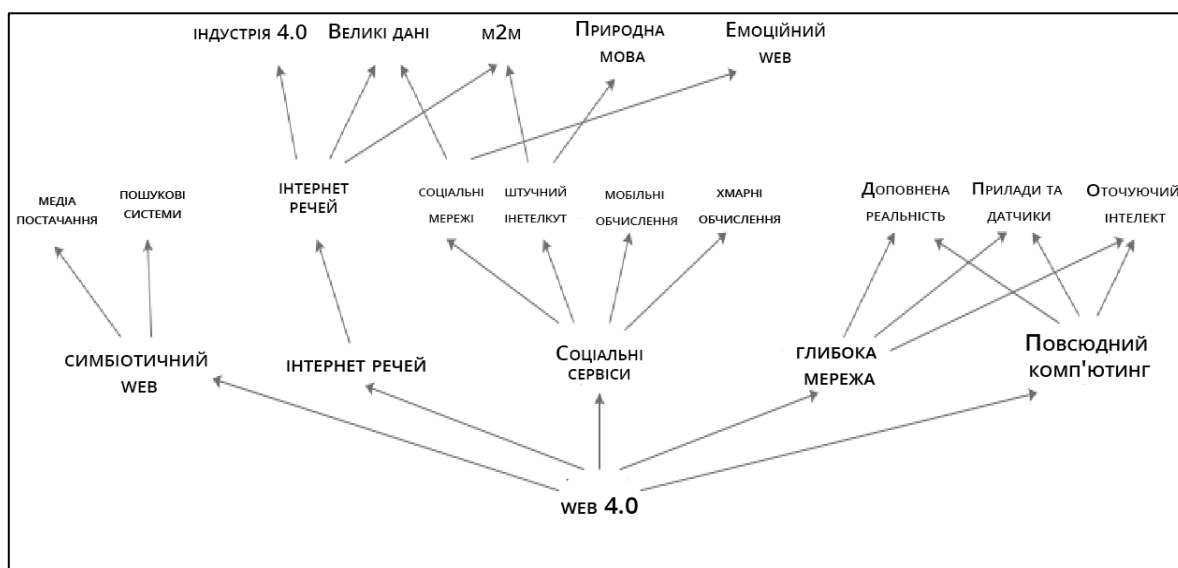 ІНДУСТРІЯ 4.0
ВЕЛИКІ ДАНІ
М2М
ПРИРОДНА
МОВА
ЕМОЦІЙНИЙ
WEB
МЕДІА
ПОСТАЧАННЯ
ПОШУКОВІ
СИСТЕМИ
ІНТЕРНЕТ
РЕЧЕЙ
СОЦІАЛЬНІ
МЕРЕЖІ
ШТУЧНИЙ
ІНЕТЕЛКУТ
МОБІЛЬНІ
ОБЧИСЛЕННЯ
ХМАРНІ
ОБЧИСЛЕННЯ
ДОПОВНЕНА
РЕАЛЬНІСТЬ
ПРИЛАДИ ТА
ДАТЧИКИ
ОТОЧУЮЧИЙ
ІНТЕЛЕКТ
СИМБІОТИЧНИЙ
WEB
ІНТЕРНЕТ РЕЧЕЙ
СОЦІАЛЬНІ
СЕРВІСИ
ГЛИБОКА
МЕРЕЖА
ПОВСЮДНИЙ
КОМП'ЮТИНГ
WEB 4.0